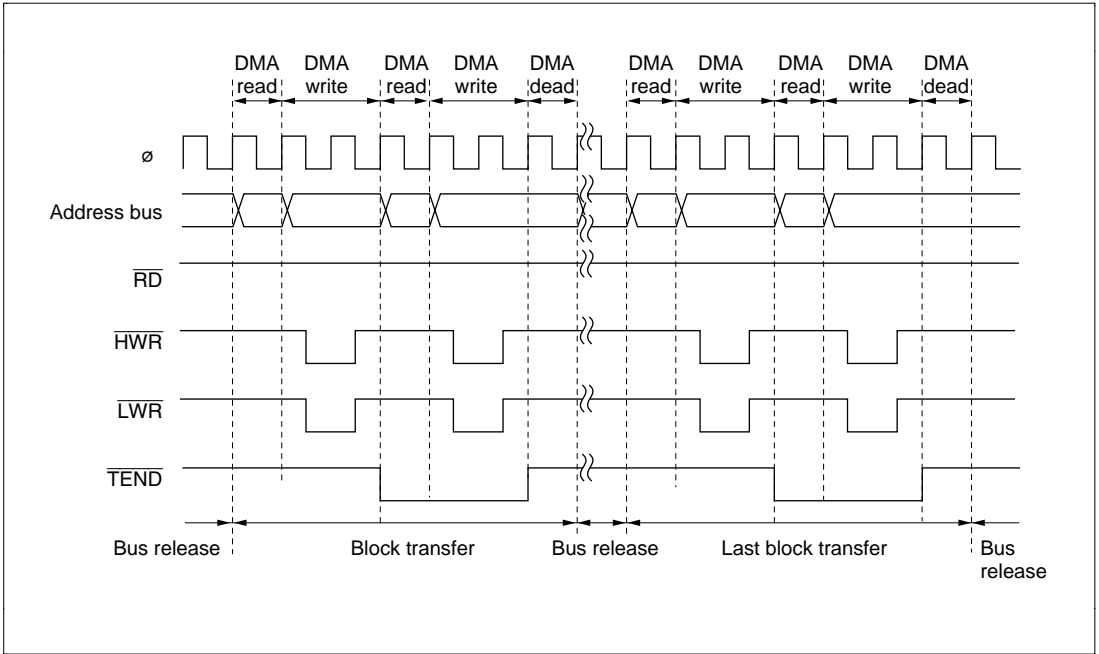 DMA DMA DMA DMA DMA DMA DMA DMA DMA DMA
read write read write dead read write read write dead
ø
Address bus
RD
HWR
LWR
TEND
Bus release Block transfer Bus release Last block transfer Bus
release